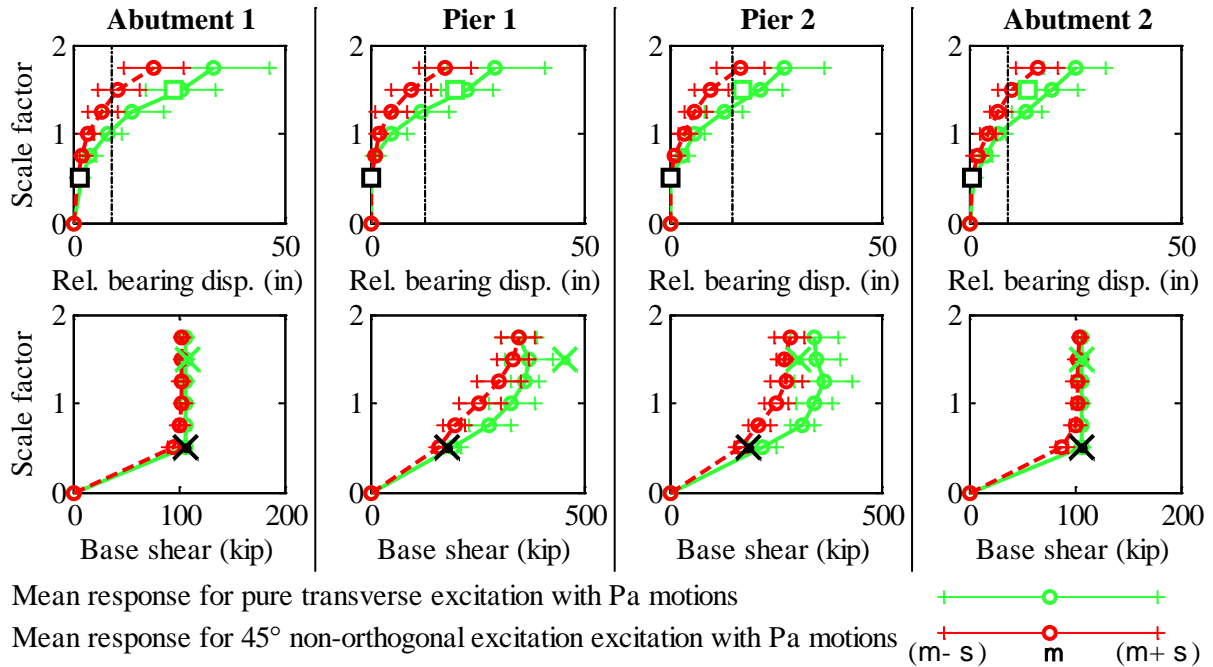 Abutment 1 Pier 1 Pier 2 Abutment 2
Scale factor
2
1
0
0 50
Rel. bearing disp. (in)
2
1
0
0 50
Rel. bearing disp. (in)
2
1
0
0 50
Rel. bearing disp. (in)
2
1
0
0 50
Rel. bearing disp. (in)
Scale factor
2
1
0
0 100 200
Base shear (kip)
2
1
0
0 500
Base shear (kip)
2
1
0
0 500
Base shear (kip)
2
1
0
0 100 200
Base shear (kip)
Mean response for pure transverse excitation with Pa motions
Mean response for 45° non-orthogonal excitation excitation with Pa motions
(m- s) m (m+ s)